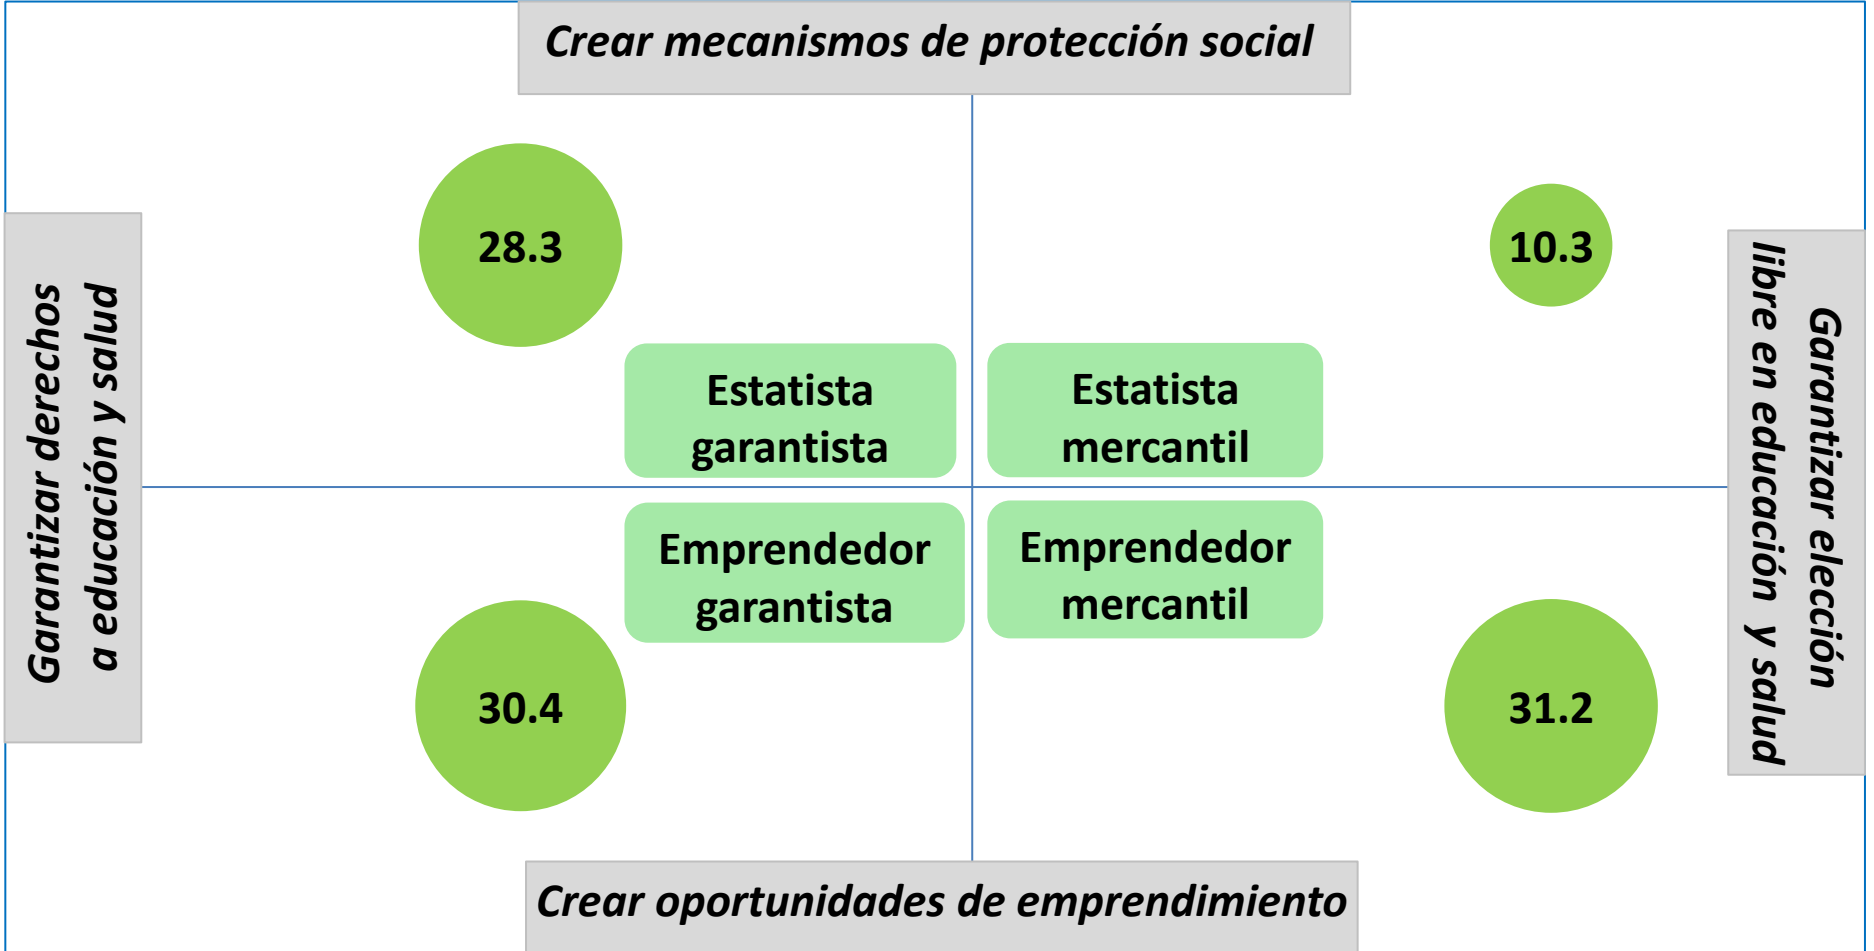 Crear mecanismos de protección social
28.3
10.3
Garantizar derechos
a educación y salud
Garantizar elección
libre en educación y salud
Estatista
garantista
Estatista
mercantil
Emprendedor
garantista
Emprendedor
mercantil
30.4
31.2
Crear oportunidades de emprendimiento